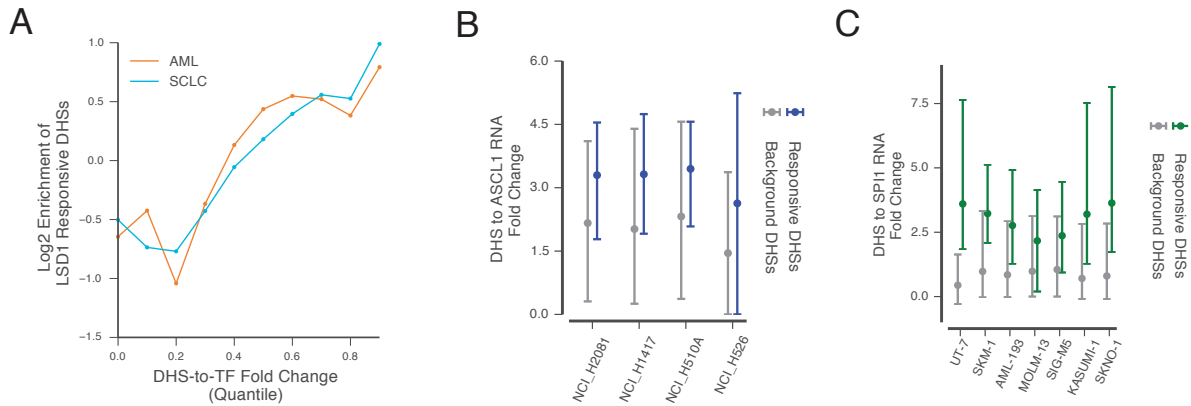 A
Log2 Enrichment of
LSD1 Responsive DHSs
1.0
0.5
0.0
−0.5
−1.0
−1.5
AML
SCLC
0.0
0.2
0.4
0.6
0.8
DHS-to-TF Fold Change
(Quantile)
B
DHS to ASCL1 RNA
Fold Change
6.0
4.5
3.0
1.5
0.0
NCI_H2081
NCI_H1417
NCI_H510A
NCI_H526
Responsive DHSs
Background DHSs
C
DHS to SPI1 RNA
Fold Change
7.5
5.0
2.5
0.0
UT-7
SKM-1
AML-193
MOLM-13
SIG-M5
KASUMI-1
SKNO-1
Responsive DHSs
Background DHSs